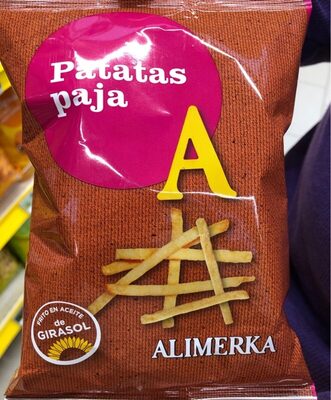 Patatas
paja
A
FRITO EN ACEITE
de
GIRASOL
ALIMERKA